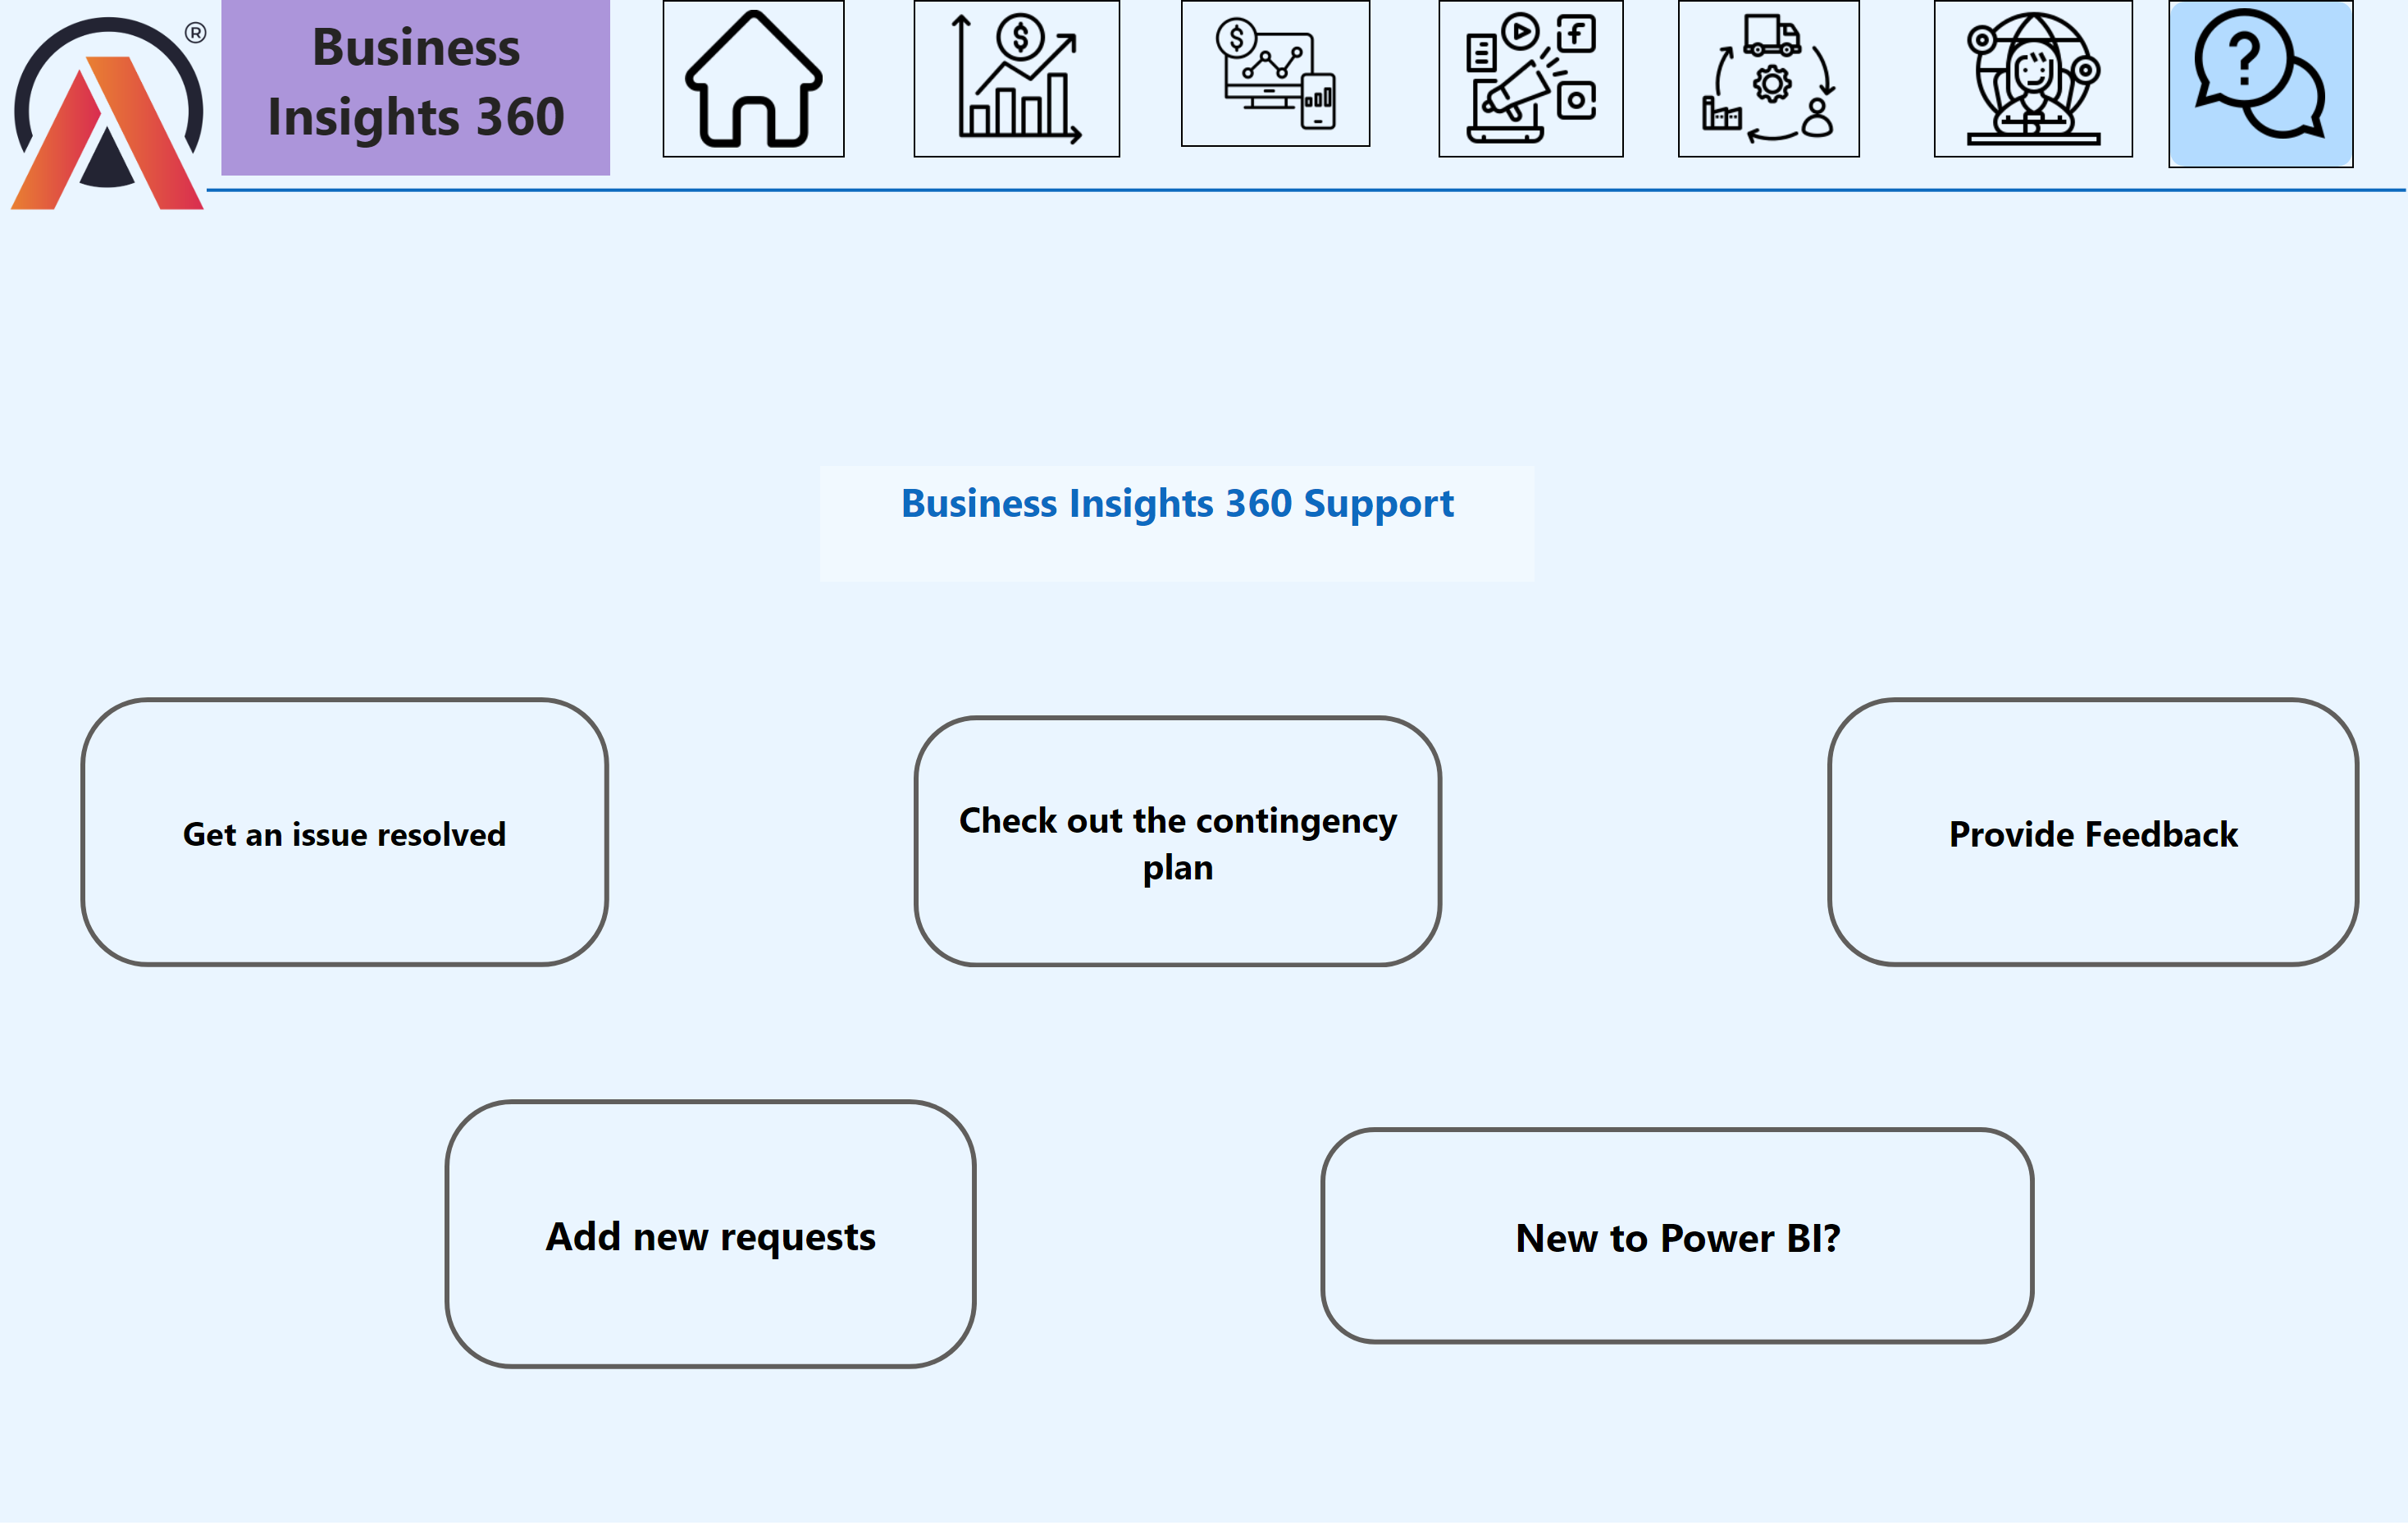 ®
Business
Insights 360
Business Insights 360 Support
Get an issue resolved
Check out the contingency
plan
Provide Feedback
Add new requests
New to Power BI?